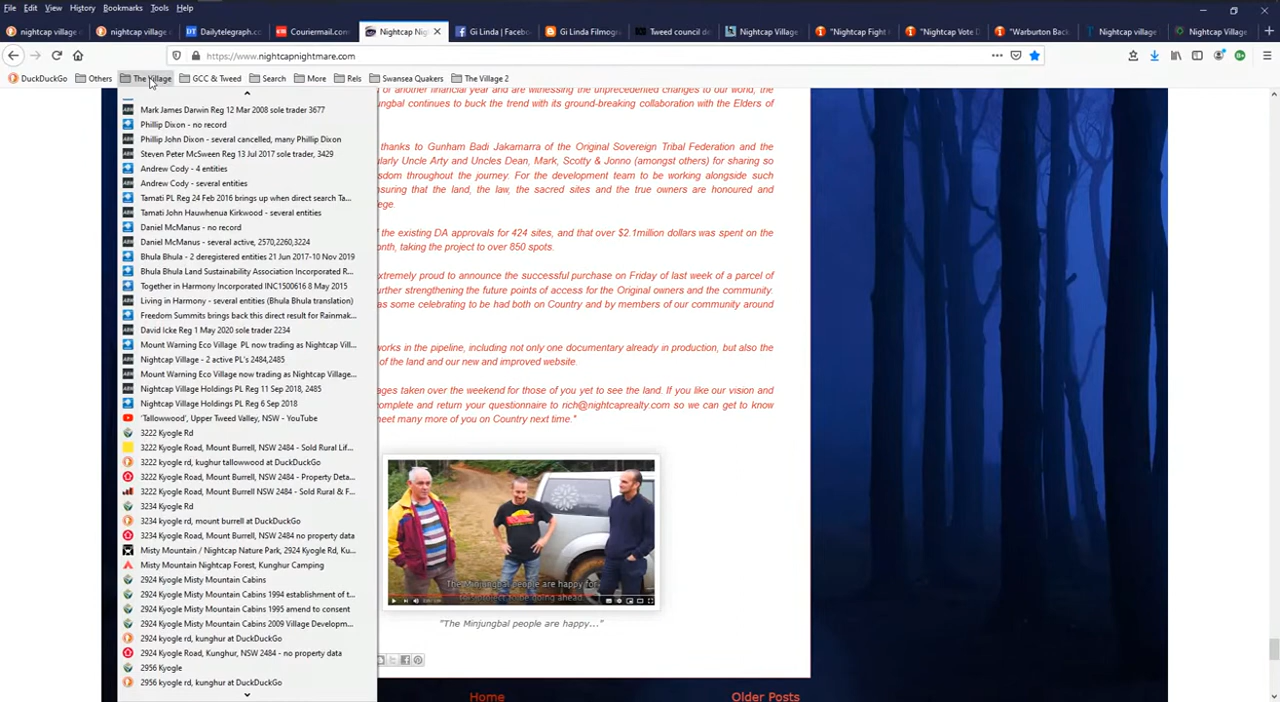 File Edit View History Bookmarks Tools Help
nightcap village nightcap village Dailytelegraph.co Couriermail.com Nightcap Nig Gi Linda | Facebo Gi Linda Filmogra Tweed council de Nightcap Village "Nightcap Fight "Nightcap Vote D "Warburton Back Nightcap village Nightcap Village
https://www.nightcapnightmare.com
DuckDuckGo Others The Village GCC & Tweed Search More Rels Swansea Quakers The Village 2
Mark James Darwin Reg 12 Mar 2008 sole trader 3677
Phillip Dixon - no record
Phillip John Dixon - several cancelled, many Phillip Dixon
Steven Peter McSween Reg 13 Jul 2017 sole trader, 3429
Andrew Cody - 4 entities
Andrew Cody - several entities
Tamati PL Reg 24 Feb 2016 brings up when direct search Ta...
Tamati John Hauwhenua Kirkwood - several entities
Daniel McManus - no record
Daniel McManus - several active, 2570,2260,3224
Bhula Bhula - 2 deregistered entities 21 Jun 2017-10 Nov 2019
Bhula Bhula Land Sustainability Association Incorporated R...
Together in Harmony Incorporated INC1500616 8 May 2015
Living in Harmony - several entities (Bhula Bhula translation)
Freedom Summits brings back this direct result for Rainmak...
David Icke Reg 1 May 2020 sole trader 2234
Mount Warning Eco Village PL now trading as Nightcap Vill...
Nightcap Village - 2 active PL's 2484,2485
Mount Warning Eco Village now trading as Nightcap Village...
Nightcap Village Holdings PL Reg 11 Sep 2018, 2485
Nightcap Village Holdings PL Reg 6 Sep 2018
'Tallowwood', Upper Tweed Valley, NSW - YouTube
3222 Kyogle Rd
3222 Kyogle Road, Mount Burrell, NSW 2484 - Sold Rural Lif...
3222 kyogle rd, kughur tallowwood at DuckDuckGo
3222 Kyogle Road, Mount Burrell, NSW 2484 - Property Deta...
3222 Kyogle Road, Mount Burrell NSW 2484 - Sold Rural & F...
3234 Kyogle Rd
3234 kyogle rd, mount burrell at DuckDuckGo
3234 Kyogle Road, Mount Burrell, NSW 2484 no property data
Misty Mountain / Nightcap Nature Park, 2924 Kyogle Rd, Ku...
Misty Mountain Nightcap Forest, Kunghur Camping
2924 Kyogle Misty Mountain Cabins
2924 Kyogle Misty Mountain Cabins 1994 establishment of t...
2924 Kyogle Misty Mountain Cabins 1995 amend to consent
2924 Kyogle Misty Mountain Cabins 2009 Village Developm...
2924 kyogle rd, kunghur at DuckDuckGo
2924 Kyogle Road, Kunghur, NSW 2484 - no property data
2956 Kyogle
2956 kyogle rd, kunghur at DuckDuckGo
of another financial year and are witnessing the unprecedented changes to our world, the
ngbal continues to buck the trend with its ground-breaking collaboration with the Elders of
thanks to Gunham Badi Jakamarra of the Original Sovereign Tribal Federation and the
ularly Uncle Arty and Uncles Dean, Mark, Scotty & Jonno (amongst others) for sharing so
isdom throughout the journey. For the development team to be working alongside such
nsuring that the land, the law, the sacred sites and the true owners are honoured and
ege.
f the existing DA approvals for 424 sites, and that over $2.1million dollars was spent on the
onth, taking the project to over 850 spots.
xtremely proud to announce the successful purchase on Friday of last week of a parcel of
urther strengthening the future points of access for the Original owners and the community.
as some celebrating to be had both on Country and by members of our community around
works in the pipeline, including not only one documentary already in production, but also the
of the land and our new and improved website.
ages taken over the weekend for those of you yet to see the land. If you like our vision and
complete and return your questionnaire to rich@nightcaprealty.com so we can get to know
meet many more of you on Country next time."
The Minjungbal people are happy for
"The Minjungbal people are happy..."
Home Older Posts